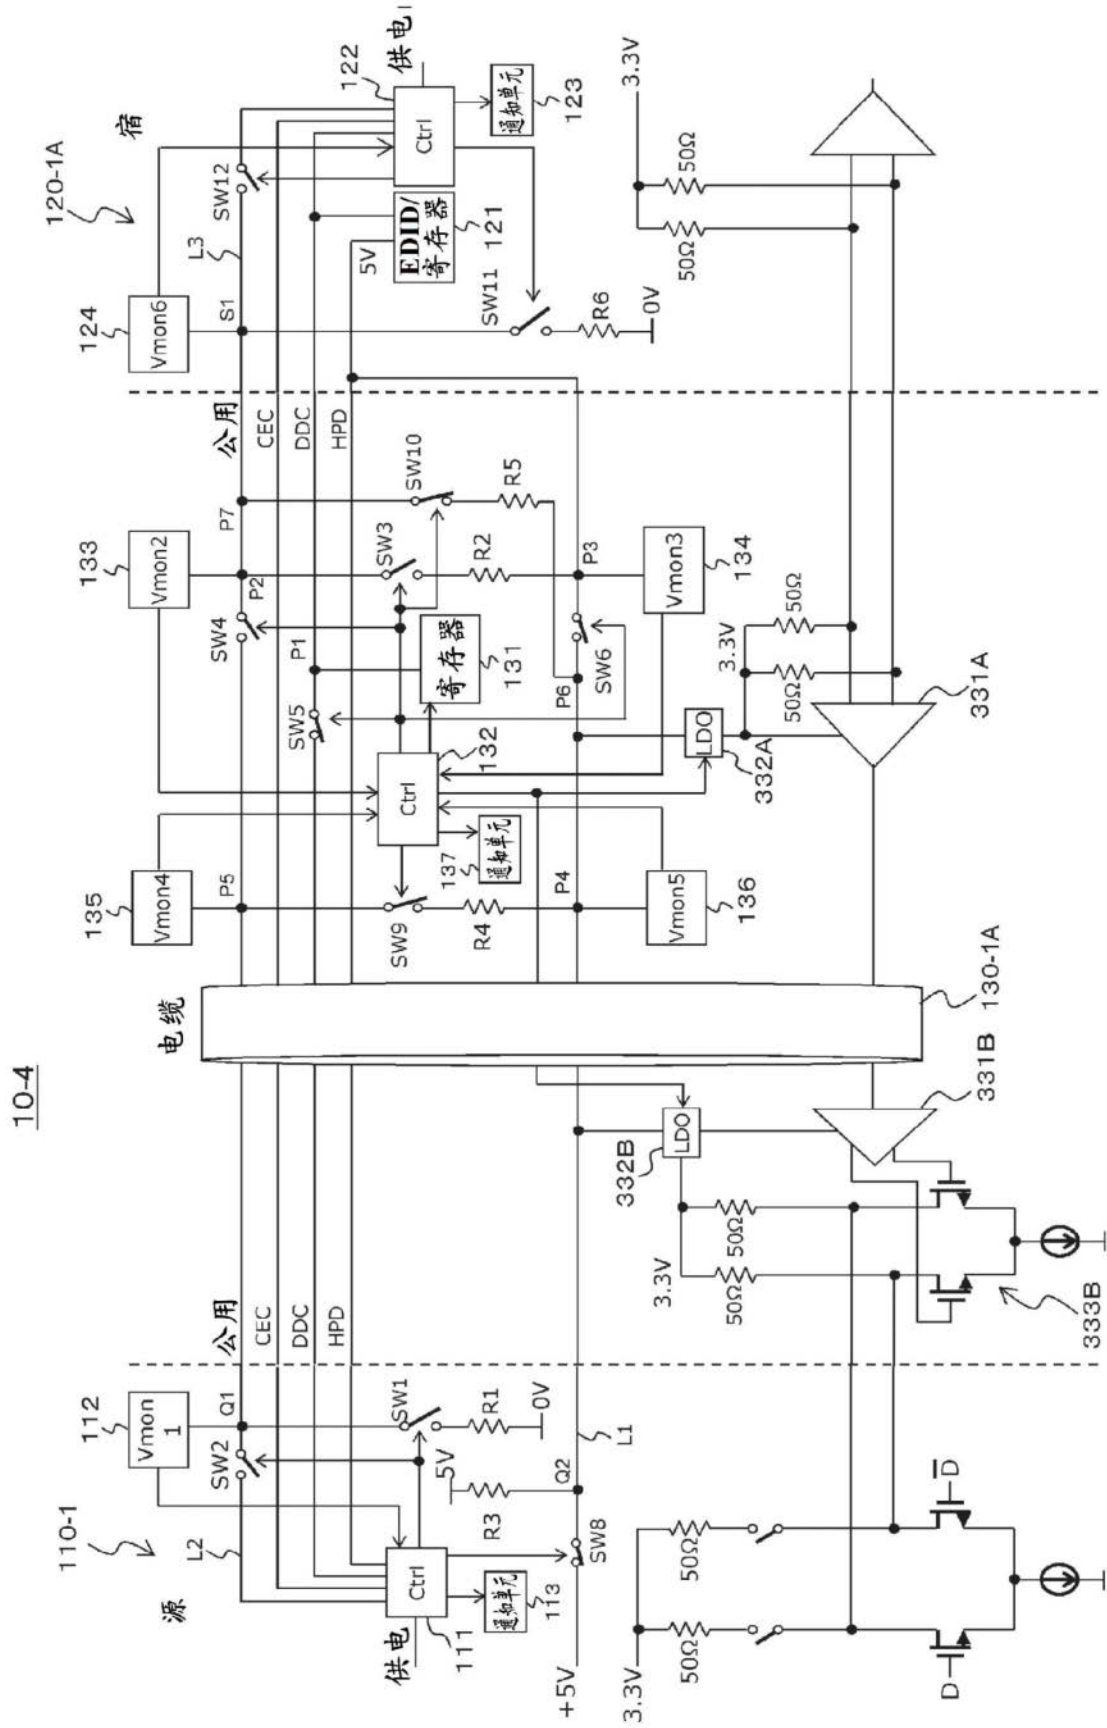 10-4
110-1
源
112
Vmon
1
L2
SW2
Q1
公用
CEC
DDC
HPD
供电
111
Ctrl
通知单元
113
5V
R3
SW1
R1
0V
SW8
Q2
L1
+5V
3.3V
50Ω
50Ω
D
D
电缆
130-1A
332B
LDO
3.3V
50Ω
50Ω
331B
333B
135
Vmon4
P5
133
Vmon2
P2
P7
SW4
SW5
P1
公用
CEC
DDC
HPD
Ctrl
132
寄存器
131
137
通知单元
SW9
R4
P4
SW3
R2
P3
SW10
R5
P6
SW6
Vmon5
136
Vmon3
134
LDO
332A
3.3V
50Ω
50Ω
331A
120-1A
宿
124
Vmon6
S1
L3
SW12
122
供电
Ctrl
通知单元
123
5V
EDID/
寄存器
121
SW11
R6
0V
3.3V
50Ω
50Ω